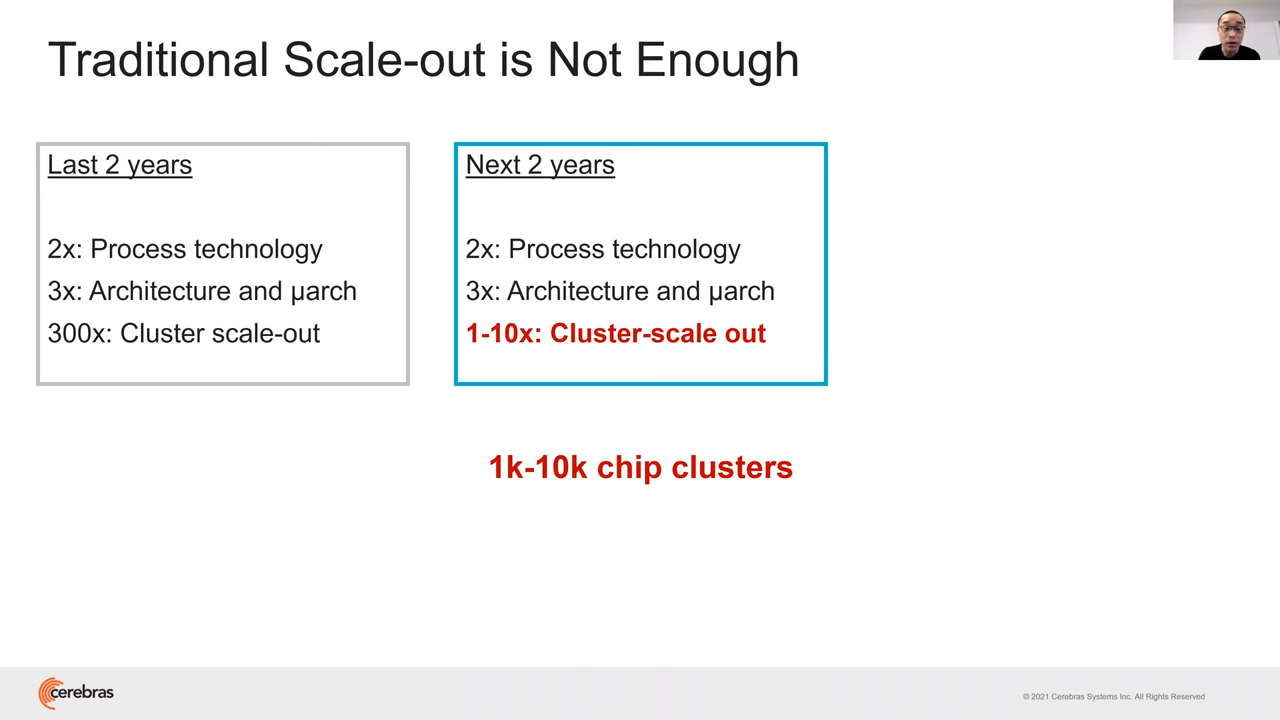 Traditional Scale-out is Not Enough
Last 2 years
2x: Process technology
3x: Architecture and μarch
300x: Cluster scale-out
Next 2 years
2x: Process technology
3x: Architecture and μarch
1-10x: Cluster-scale out
1k-10k chip clusters
cerebras
© 2021 Cerebras Systems Inc. All Rights Reserved